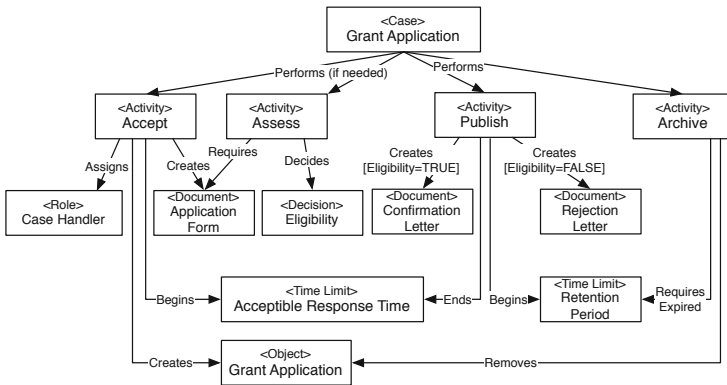 <Case>
Grant Application
Performs (if needed)
Performs
<Activity>
Accept
<Activity>
Assess
<Activity>
Publish
<Activity>
Archive
Assigns
Creates
Requires
Decides
Creates
[Eligibility=TRUE]
Creates
[Eligibility=FALSE]
<Role>
Case Handler
<Document>
Application
Form
<Decision>
Eligibility
<Document>
Confirmation
Letter
<Document>
Rejection
Letter
Begins
<Time Limit>
Acceptible Response Time
Ends
Begins
<Time Limit>
Retention
Period
Requires
Expired
Creates
<Object>
Grant Application
Removes